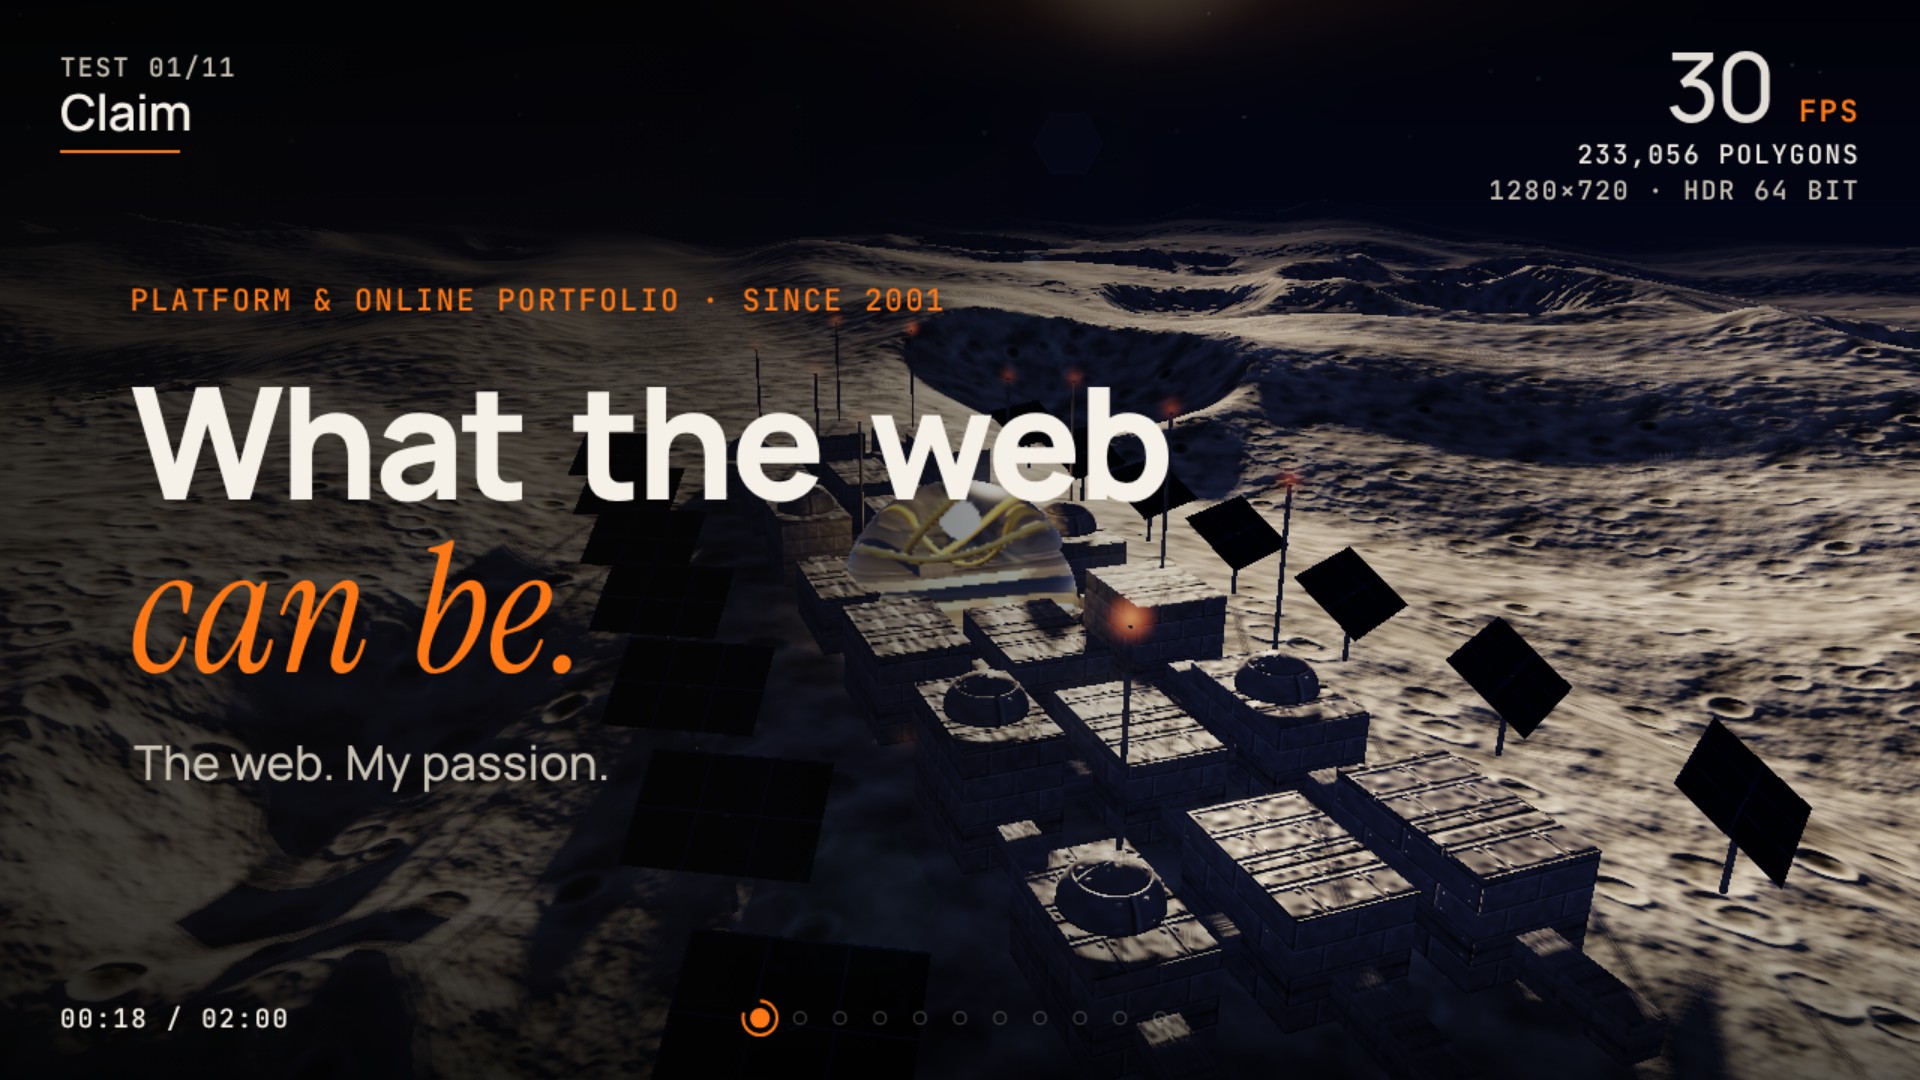 TEST 01/11
Claim
30 FPS
233,056 POLYGONS
1280×720 · HDR 64 BIT
PLATFORM & ONLINE PORTFOLIO · SINCE 2001
What the web
can be.
The web. My passion.
00:18 / 02:00